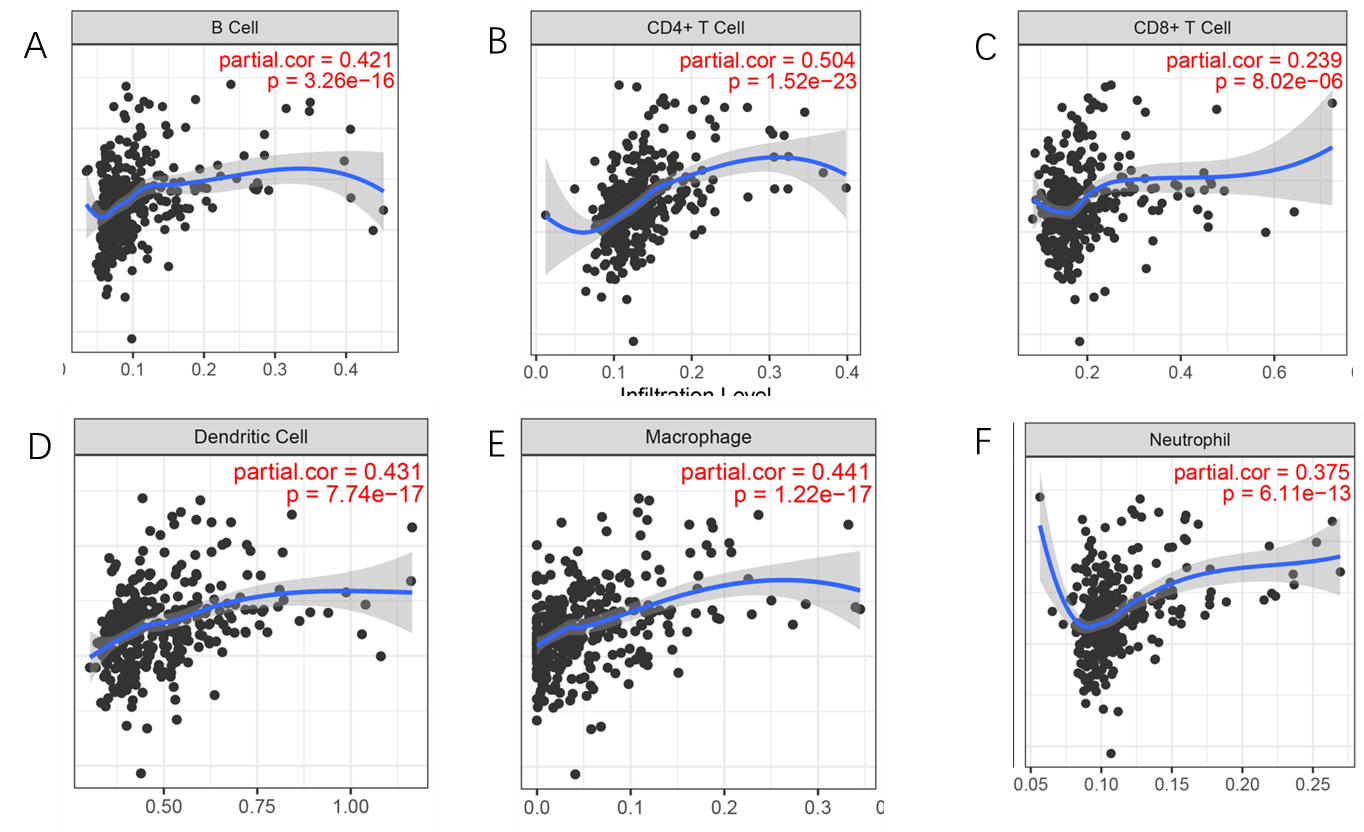 A
B Cell
partial.cor = 0.421
p = 3.26e−16
0.1 0.2 0.3 0.4
B
CD4+ T Cell
partial.cor = 0.504
p = 1.52e−23
0.0 0.1 0.2 0.3 0.4
Infiltration Level
C
CD8+ T Cell
partial.cor = 0.239
p = 8.02e−06
0.2 0.4 0.6
D
Dendritic Cell
partial.cor = 0.431
p = 7.74e−17
0.50 0.75 1.00
E
Macrophage
partial.cor = 0.441
p = 1.22e−17
0.0 0.1 0.2 0.3
F
Neutrophil
partial.cor = 0.375
p = 6.11e−13
0.05 0.10 0.15 0.20 0.25